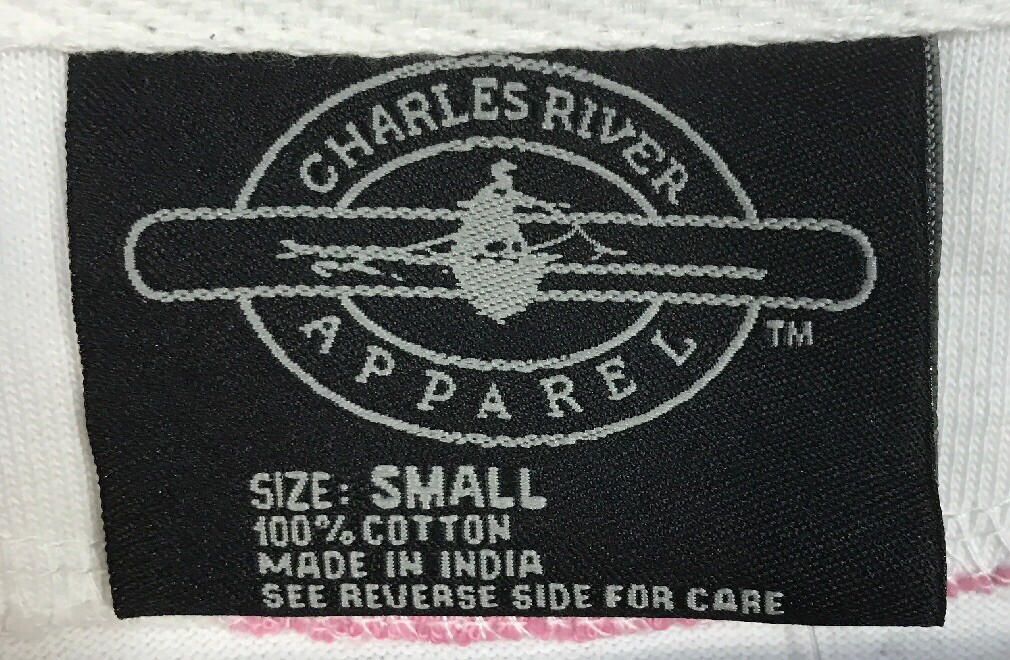 CHARLES RIVER
APPAREL
TM
SIZE: SMALL
100% COTTON
MADE IN INDIA
SEE REVERSE SIDE FOR CARE